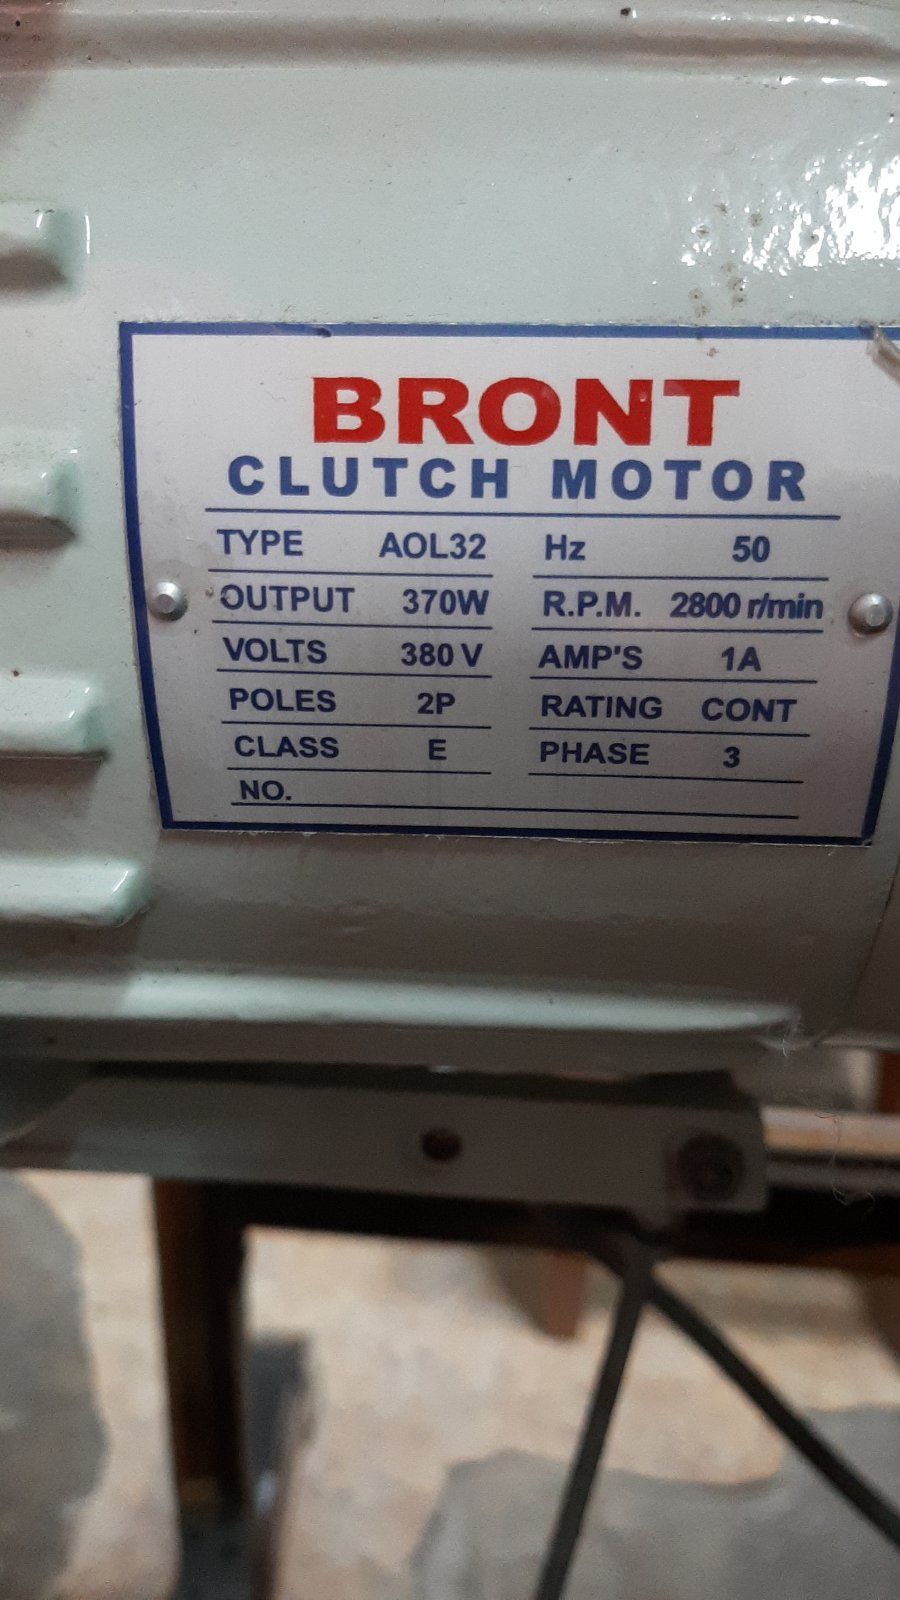 BRONT
CLUTCH MOTOR
TYPE AOL32 Hz 50
OUTPUT 370W R.P.M. 2800 r/min
VOLTS 380 V AMP'S 1A
POLES 2P RATING CONT
CLASS E PHASE 3
NO.